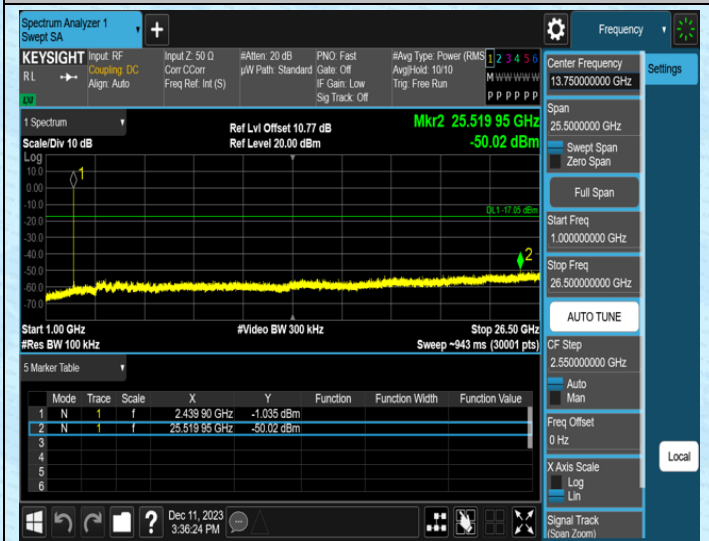 Spectrum Analyzer 1
Swept SA
+
Frequency
KEYSIGHT
RL
LXI
Input: RF
Coupling: DC
Align: Auto
Input Z: 50 Ω
Corr CCorr
Freq Ref: Int (S)
#Atten: 20 dB
µW Path: Standard
PNO: Fast
Gate: Off
IF Gain: Low
Sig Track: Off
#Avg Type: Power (RMS
Avg|Hold: 10/10
Trig: Free Run
1 2 3 4 5 6
M W W W W W
P P P P P P
1 Spectrum
Scale/Div 10 dB
Ref Lvl Offset 10.77 dB
Ref Level 20.00 dBm
Mkr2 25.519 95 GHz
-50.02 dBm
Log
10.0
0.00
-10.0
-20.0
-30.0
-40.0
-50.0
-60.0
-70.0
1
DL1 -17.05 dBm
2
Start 1.00 GHz
#Video BW 300 kHz
Stop 26.50 GHz
#Res BW 100 kHz
Sweep ~943 ms (30001 pts)
5 Marker Table
Mode Trace Scale X Y Function Function Width Function Value
1 N 1 f 2.439 90 GHz -1.035 dBm
2 N 1 f 25.519 95 GHz -50.02 dBm
3
4
5
6
?
Dec 11, 2023
3:36:24 PM
Center Frequency
13.750000000 GHz
Settings
Span
25.5000000 GHz
Swept Span
Zero Span
Full Span
Start Freq
1.000000000 GHz
Stop Freq
26.500000000 GHz
AUTO TUNE
CF Step
2.550000000 GHz
Auto
Man
Freq Offset
0 Hz
X Axis Scale
Log
Lin
Local
Signal Track
(Span Zoom)